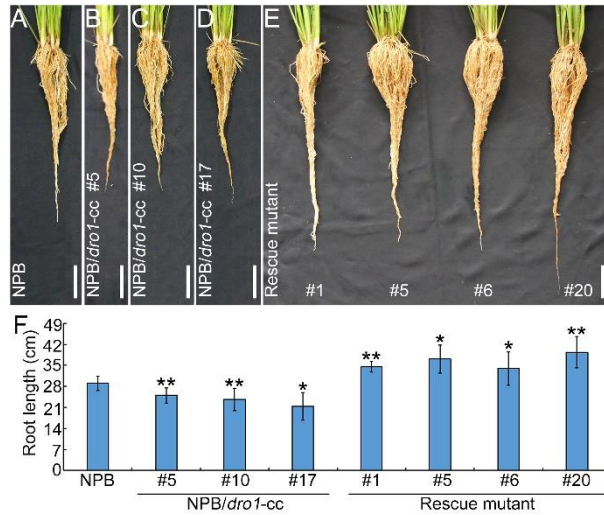 A
B
C
D
E
NPB
NPB/dro1-cc #5
NPB/dro1-cc #10
NPB/dro1-cc #17
Rescue mutant
#1
#5
#6
#20
F
Root length (cm)
49
42
35
28
21
14
7
0
** ** * ** * * **
NPB #5 #10 #17 #1 #5 #6 #20
NPB/dro1-cc Rescue mutant